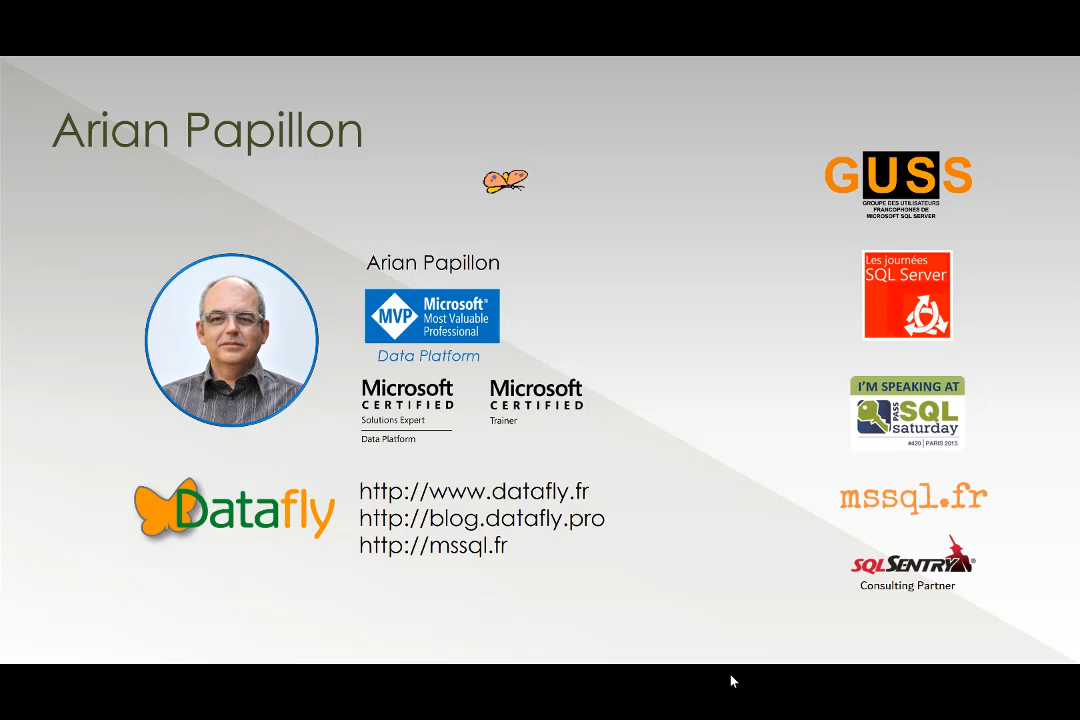 Arian Papillon
GUSS
GROUPE DES UTILISATEURS
FRANCOPHONES DE
MICROSOFT SQL SERVER
Arian Papillon
MVP
Microsoft®
Most Valuable
Professional
Data Platform
Microsoft
CERTIFIED
Solutions Expert
Data Platform
Microsoft
CERTIFIED
Trainer
Les journées
SQL Server
I'M SPEAKING AT
PASS
SQL
saturday
#420 | PARIS 2015
Datafly
http://www.datafly.fr
http://blog.datafly.pro
http://mssql.fr
mssql.fr
SQLSENTRY®
Consulting Partner